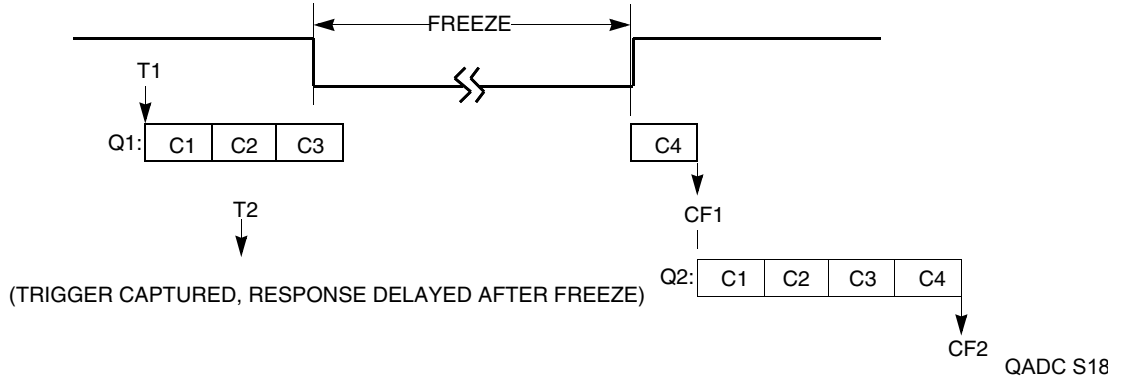 FREEZE
T1
Q1: C1 C2 C3
C4
T2
CF1
Q2: C1 C2 C3 C4
(TRIGGER CAPTURED, RESPONSE DELAYED AFTER FREEZE)
CF2
QADC S18